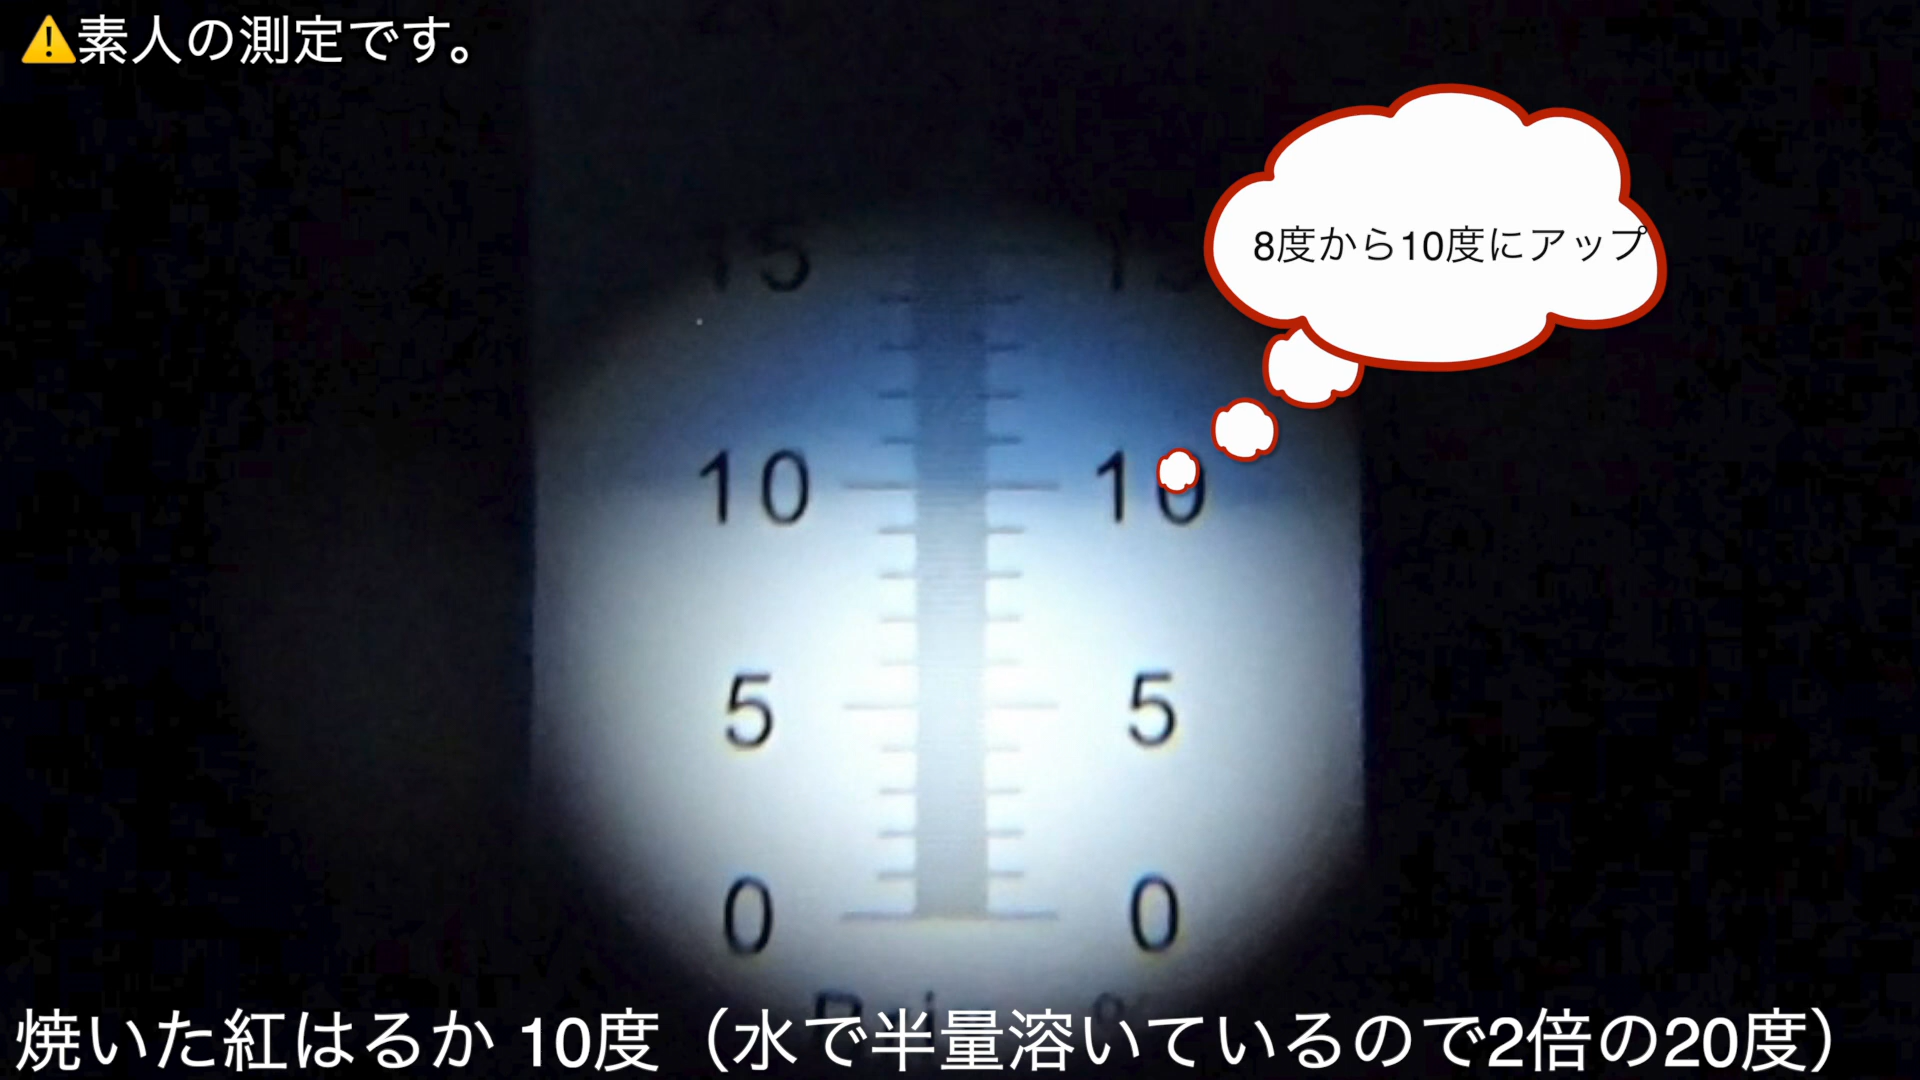 ⚠️素人の測定です。
8度から10度にアップ
15 15
10 10
5 5
0 0
焼いた紅はるか 10度（水で半量溶いているので2倍の20度）